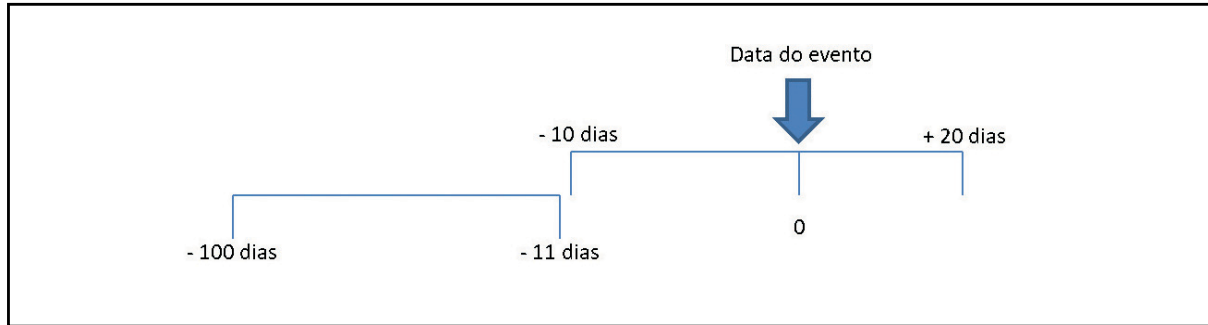 Data do evento
- 10 dias
+ 20 dias
0
- 100 dias
- 11 dias